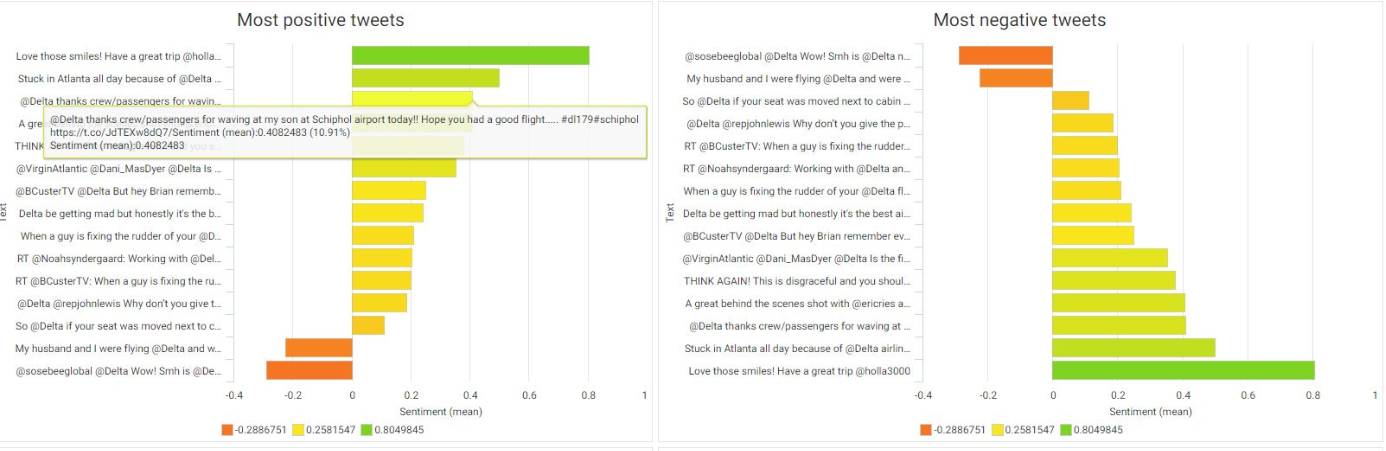 Most positive tweets
Love those smiles! Have a great trip @holla...
Stuck in Atlanta all day because of @Delta ...
@Delta thanks crew/passengers for wavin...
A gre
THINK
@Delta thanks crew/passengers for waving at my son at Schiphol airport today!! Hope you had a good flight..... #dl179#schiphol
https://t.co/JdTEXw8dQ7/Sentiment (mean):0.4082483 (10.91%)
Sentiment (mean):0.4082483
@VirginAtlantic @Dani_MasDyer @Delta Is ...
@BCusterTV @Delta But hey Brian rememb...
Delta be getting mad but honestly it's the b...
When a guy is fixing the rudder of your @D...
RT @Noahsyndergaard: Working with @Del...
RT @BCusterTV: When a guy is fixing the ru...
@Delta @repjohnlewis Why don't you give t...
So @Delta if your seat was moved next to c...
My husband and I were flying @Delta and w...
@sosebeeglobal @Delta Wow! Smh is @De...
Text
-0.4 -0.2 0 0.2 0.4 0.6 0.8 1
Sentiment (mean)
-0.2886751 0.2581547 0.8049845
Most negative tweets
@sosebeeglobal @Delta Wow! Smh is @Delta n...
My husband and I were flying @Delta and were ...
So @Delta if your seat was moved next to cabin ...
@Delta @repjohnlewis Why don't you give the p...
RT @BCusterTV: When a guy is fixing the rudder...
RT @Noahsyndergaard: Working with @Delta an...
When a guy is fixing the rudder of your @Delta fl...
Delta be getting mad but honestly it's the best ai...
@BCusterTV @Delta But hey Brian remember ev...
@VirginAtlantic @Dani_MasDyer @Delta Is the fi...
THINK AGAIN! This is disgraceful and you shoul...
A great behind the scenes shot with @ericries a...
@Delta thanks crew/passengers for waving at ...
Stuck in Atlanta all day because of @Delta airlin...
Love those smiles! Have a great trip @holla3000
Text
-0.4 -0.2 0 0.2 0.4 0.6 0.8 1
Sentiment (mean)
-0.2886751 0.2581547 0.8049845